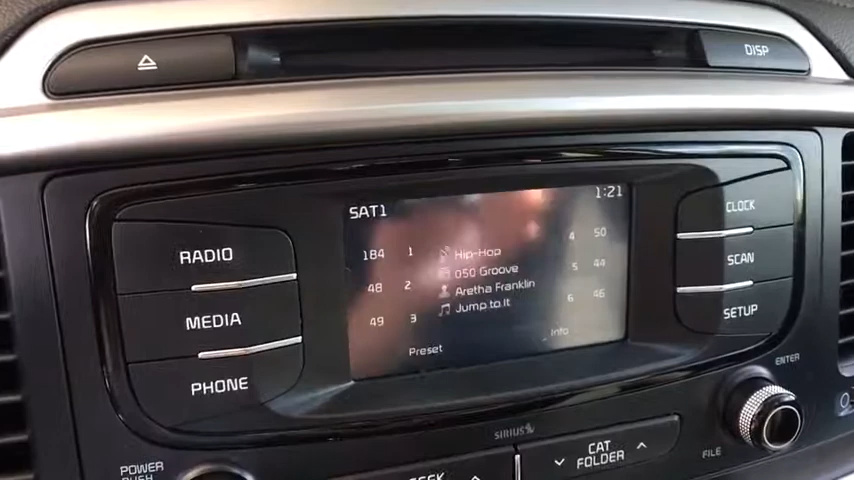 DISP
SAT1 1:21
RADIO
MEDIA
PHONE
184 1 Hip-Hop 4 50
48 2 050 Groove 5 44
49 3 Aretha Franklin 6 46
Jump to It
Preset Info
CLOCK
SCAN
SETUP
SIRIUS
ENTER
POWER
PUSH
SEEK
CAT
FOLDER
FILE